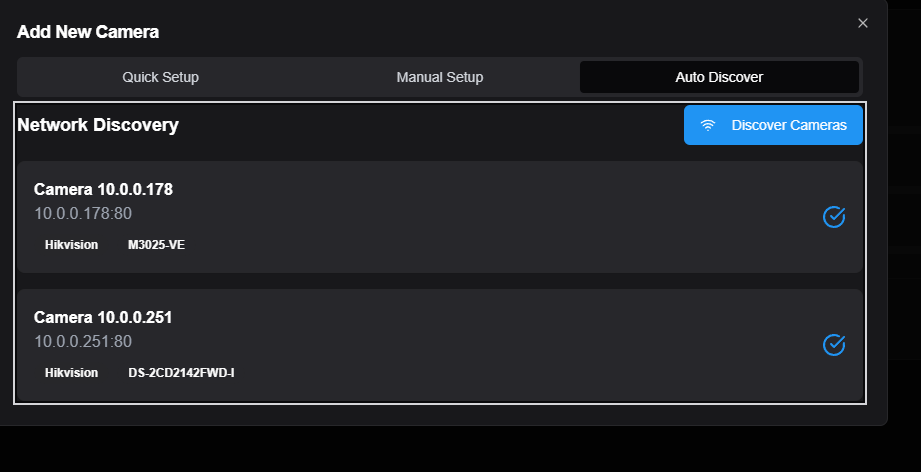 Add New Camera
Quick Setup
Manual Setup
Auto Discover
Network Discovery
Discover Cameras
Camera 10.0.0.178
10.0.0.178:80
Hikvision M3025-VE
Camera 10.0.0.251
10.0.0.251:80
Hikvision DS-2CD2142FWD-I